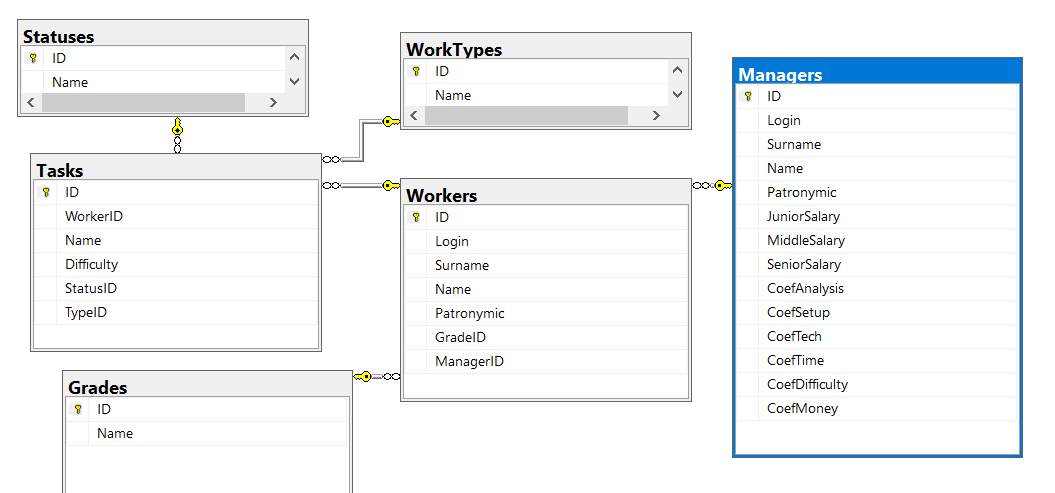 Statuses
ID
Name
WorkTypes
ID
Name
Managers
ID
Login
Surname
Name
Patronymic
JuniorSalary
MiddleSalary
SeniorSalary
CoefAnalysis
CoefSetup
CoefTech
CoefTime
CoefDifficulty
CoefMoney
Tasks
ID
WorkerID
Name
Difficulty
StatusID
TypeID
Workers
ID
Login
Surname
Name
Patronymic
GradeID
ManagerID
Grades
ID
Name